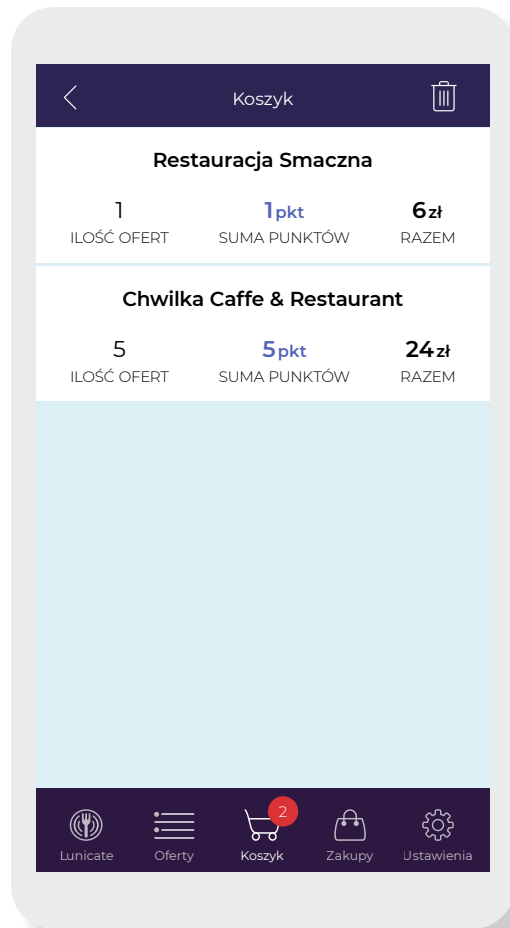 Koszyk
Restauracja Smaczna
1 1pkt 6zł
ILOŚĆ OFERT SUMA PUNKTÓW RAZEM
Chwilka Caffe & Restaurant
5 5pkt 24zł
ILOŚĆ OFERT SUMA PUNKTÓW RAZEM
2
Lunicate Oferty Koszyk Zakupy Ustawienia